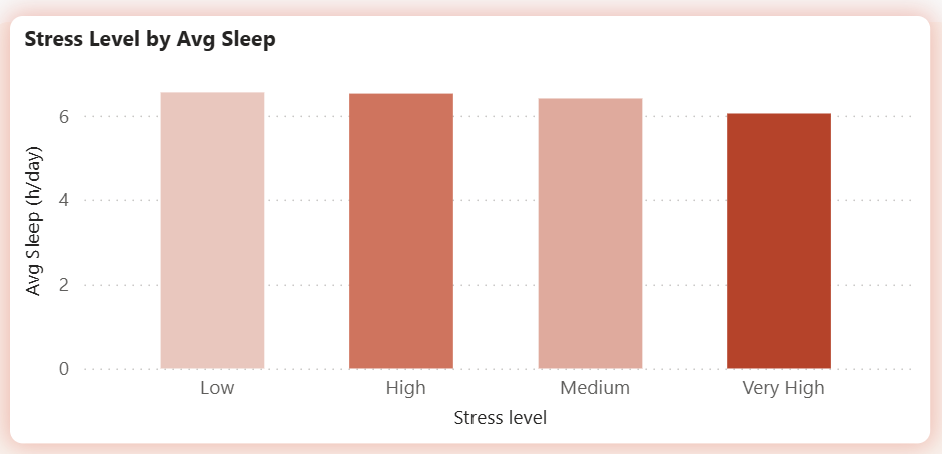 Stress Level by Avg Sleep
Avg Sleep (h/day)
6
4
2
0
Low High Medium Very High
Stress level